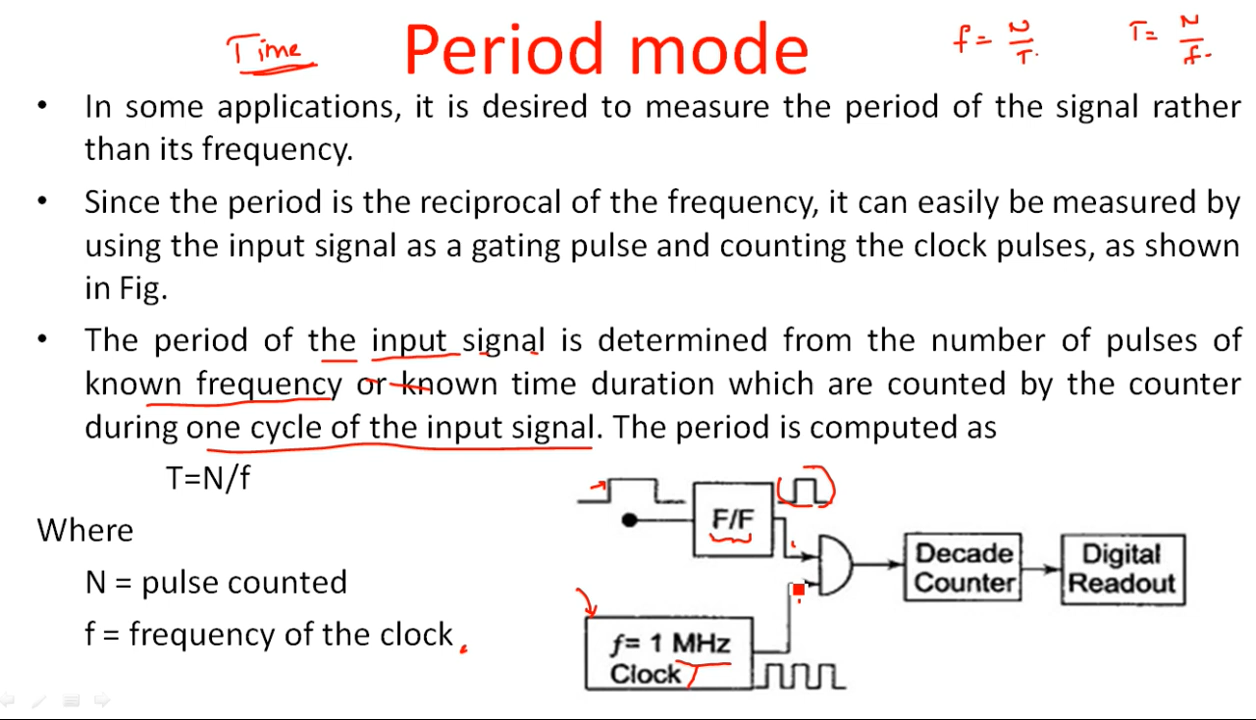 Time
Period mode
f = N/T
T = N/f
• In some applications, it is desired to measure the period of the signal rather
than its frequency.
• Since the period is the reciprocal of the frequency, it can easily be measured by
using the input signal as a gating pulse and counting the clock pulses, as shown
in Fig.
• The period of the input signal is determined from the number of pulses of
known frequency or known time duration which are counted by the counter
during one cycle of the input signal. The period is computed as
T=N/f
Where
N = pulse counted
f = frequency of the clock
F/F
Decade
Counter
Digital
Readout
f= 1 MHz
Clock T